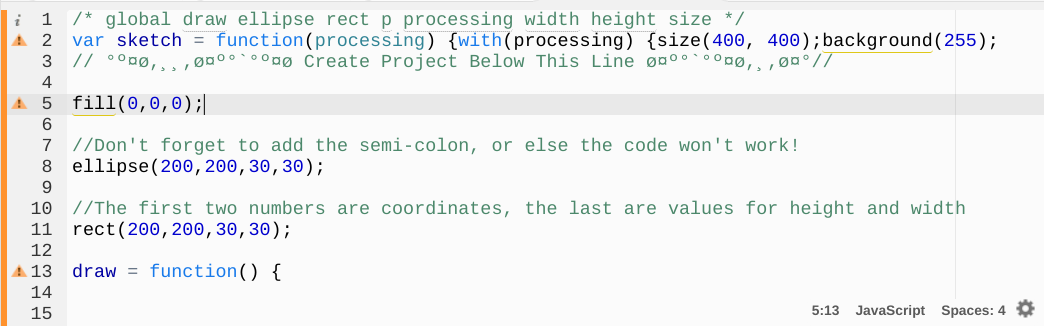 1 /* global draw ellipse rect p processing width height size */
2 var sketch = function(processing) {with(processing) {size(400, 400);background(255);
3 // °º¤ø,¸¸,ø¤º°`°º¤ø Create Project Below This Line ø¤º°`°º¤ø,¸,ø¤°//
4
5 fill(0,0,0);
6
7 //Don't forget to add the semi-colon, or else the code won't work!
8 ellipse(200,200,30,30);
9
10 //The first two numbers are coordinates, the last are values for height and width
11 rect(200,200,30,30);
12
13 draw = function() {
14
15
5:13 JavaScript Spaces: 4